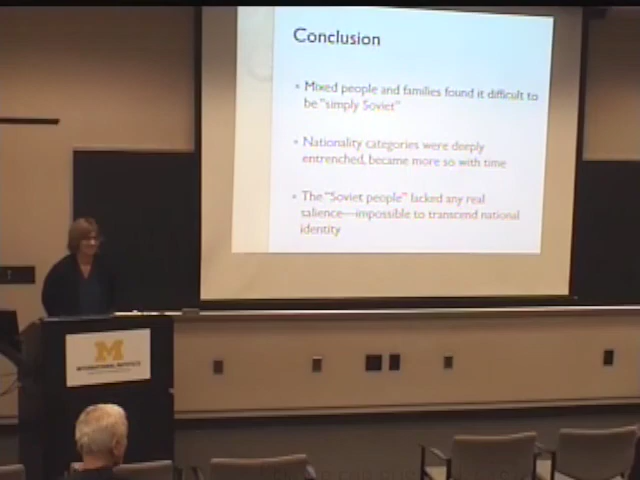 Conclusion
• Mixed people and families found it difficult to
be "simply Soviet"
• Nationality categories were deeply
entrenched, became more so with time
• The "Soviet people" lacked any real
salience—impossible to transcend national
identity
M
INTERNATIONAL INSTITUTE